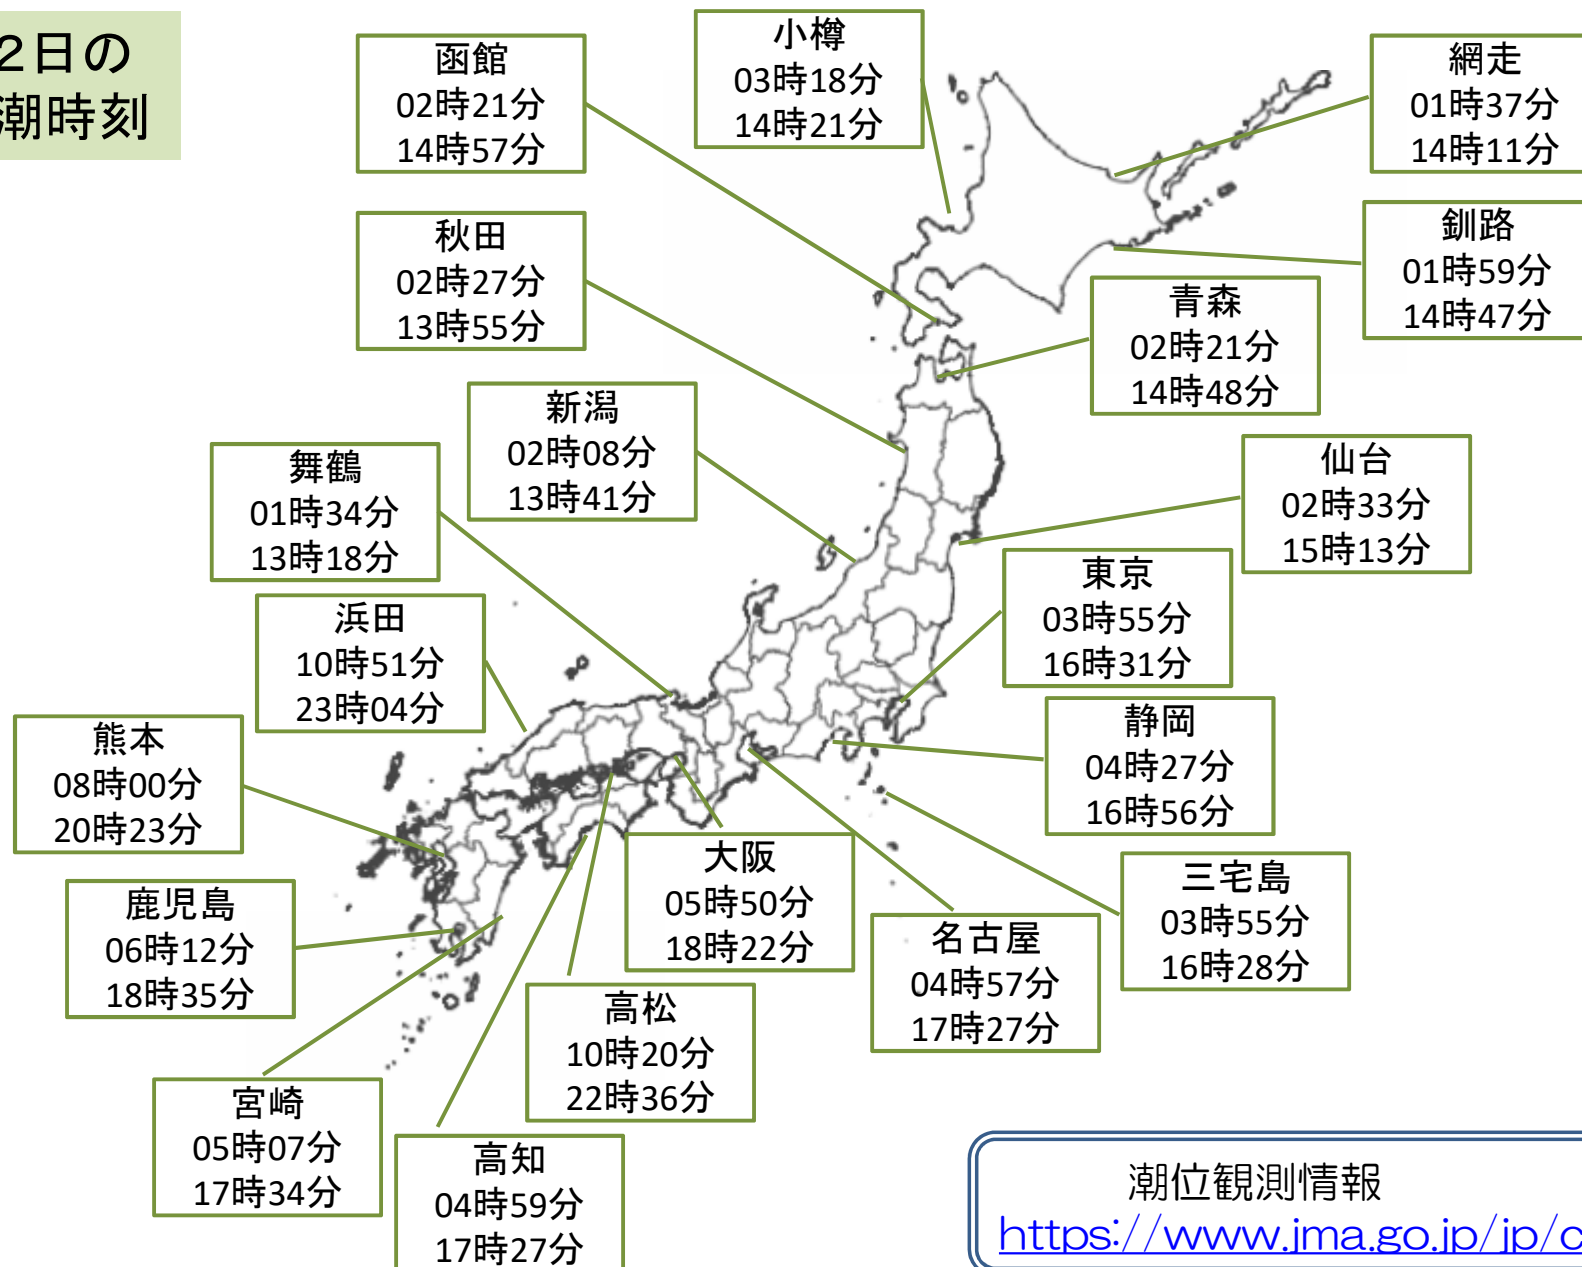 2日の
潮時刻
函館
02時21分
14時57分
小樽
03時18分
14時21分
網走
01時37分
14時11分
秋田
02時27分
13時55分
釧路
01時59分
14時47分
青森
02時21分
14時48分
新潟
02時08分
13時41分
舞鶴
01時34分
13時18分
仙台
02時33分
15時13分
東京
03時55分
16時31分
浜田
10時51分
23時04分
静岡
04時27分
16時56分
熊本
08時00分
20時23分
大阪
05時50分
18時22分
三宅島
03時55分
16時28分
鹿児島
06時12分
18時35分
名古屋
04時57分
17時27分
高松
10時20分
22時36分
宮崎
05時07分
17時34分
高知
04時59分
17時27分
潮位観測情報
https://www.jma.go.jp/jp/c